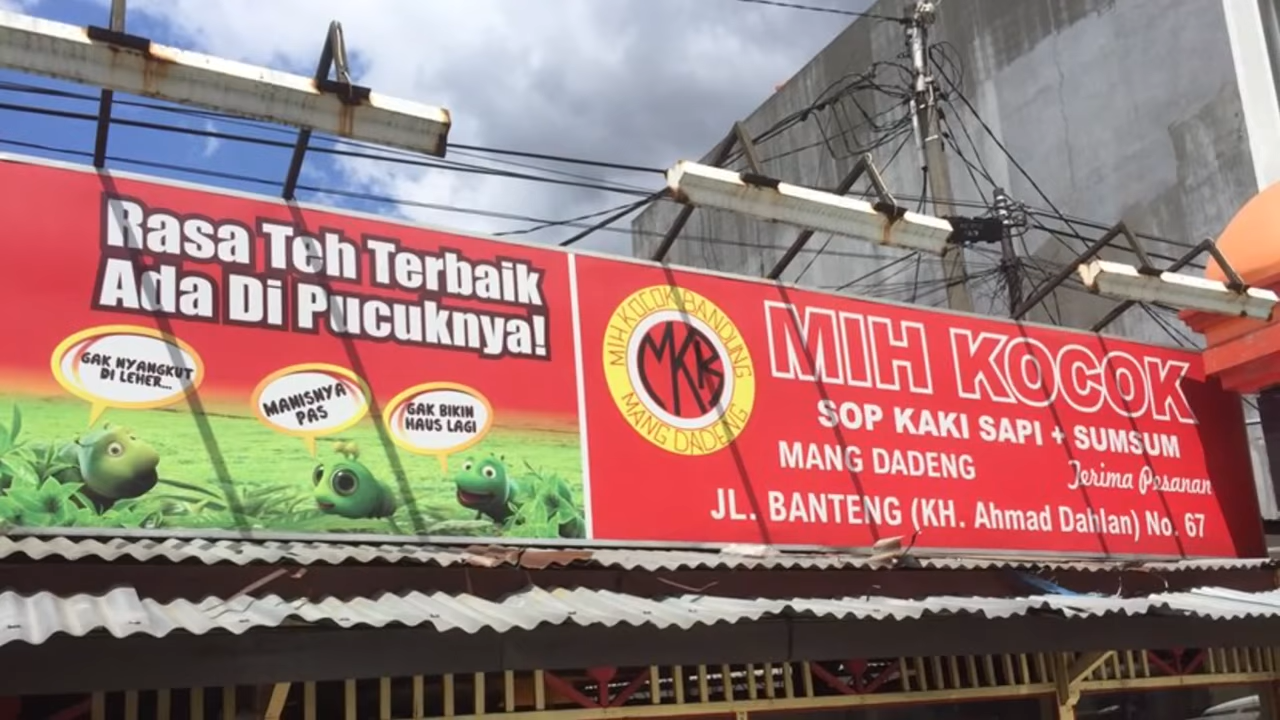 Rasa Teh Terbaik
Ada Di Pucuknya!
GAK NYANGKUT
DI LEHER...
MANISNYA
PAS
GAK BIKIN
HAUS LAGI
MIH KOCOK BANDUNG
MKK
MANG DADENG
MIH KOCOK
SOP KAKI SAPI + SUMSUM
MANG DADENG
Terima Pesanan
JL. BANTENG (KH. Ahmad Dahlan) No. 67